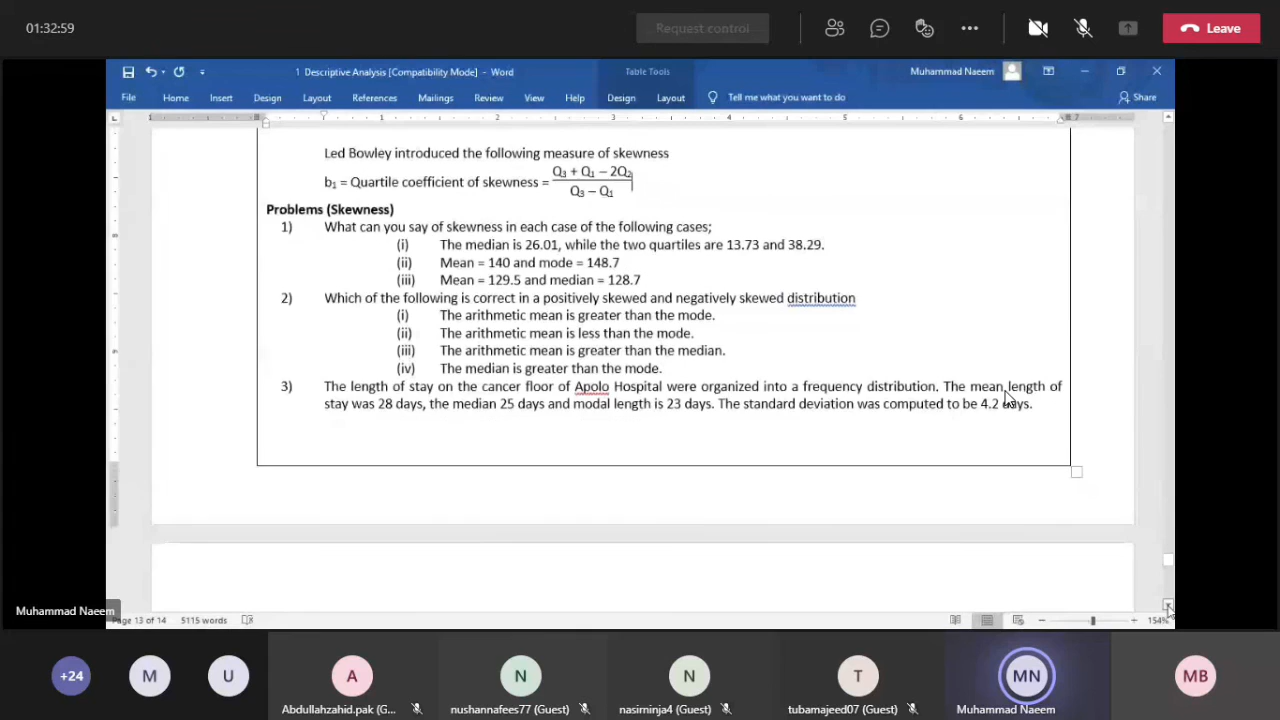 01:32:59
Request control
Leave
1 Descriptive Analysis [Compatibility Mode] - Word
Table Tools
Muhammad Naeem
File Home Insert Design Layout References Mailings Review View Help Design Layout Tell me what you want to do Share
1 1 2 3 4 5 6 7
Led Bowley introduced the following measure of skewness
b₁ = Quartile coefficient of skewness = Q₃ + Q₁ – 2Q₂
Q₃ – Q₁
Problems (Skewness)
1) What can you say of skewness in each case of the following cases;
(i) The median is 26.01, while the two quartiles are 13.73 and 38.29.
(ii) Mean = 140 and mode = 148.7
(iii) Mean = 129.5 and median = 128.7
2) Which of the following is correct in a positively skewed and negatively skewed distribution
(i) The arithmetic mean is greater than the mode.
(ii) The arithmetic mean is less than the mode.
(iii) The arithmetic mean is greater than the median.
(iv) The median is greater than the mode.
3) The length of stay on the cancer floor of Apolo Hospital were organized into a frequency distribution. The mean length of
stay was 28 days, the median 25 days and modal length is 23 days. The standard deviation was computed to be 4.2 days.
Muhammad Naeem
Page 13 of 14 5115 words 154%
+24 M U A N N T MN MB
Abdullahzahid.pak (G... nushannafees77 (Guest) nasirninja4 (Guest) tubamajeed07 (Guest) Muhammad Naeem